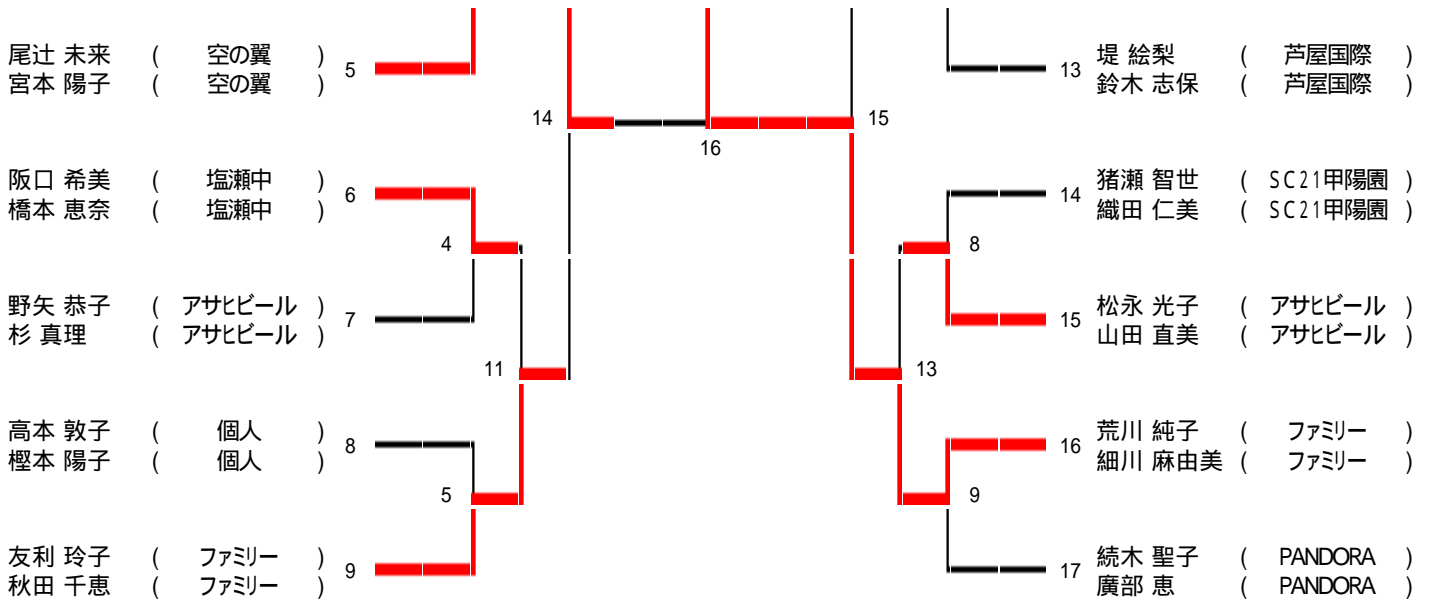 尾辻 未来 ( 空の翼 )
宮本 陽子 ( 空の翼 )
5
阪口 希美 ( 塩瀬中 )
橋本 恵奈 ( 塩瀬中 )
6
野矢 恭子 ( アサヒビール )
杉 真理 ( アサヒビール )
7
高本 敦子 ( 個人 )
樫本 陽子 ( 個人 )
8
友利 玲子 ( ファミリー )
秋田 千恵 ( ファミリー )
9
4
5
11
14
16
15
13
8
9
13
堤 絵梨 ( 芦屋国際 )
鈴木 志保 ( 芦屋国際 )
14
猪瀬 智世 ( SC21甲陽園 )
織田 仁美 ( SC21甲陽園 )
15
松永 光子 ( アサヒビール )
山田 直美 ( アサヒビール )
16
荒川 純子 ( ファミリー )
細川 麻由美 ( ファミリー )
17
続木 聖子 ( PANDORA )
廣部 恵 ( PANDORA )